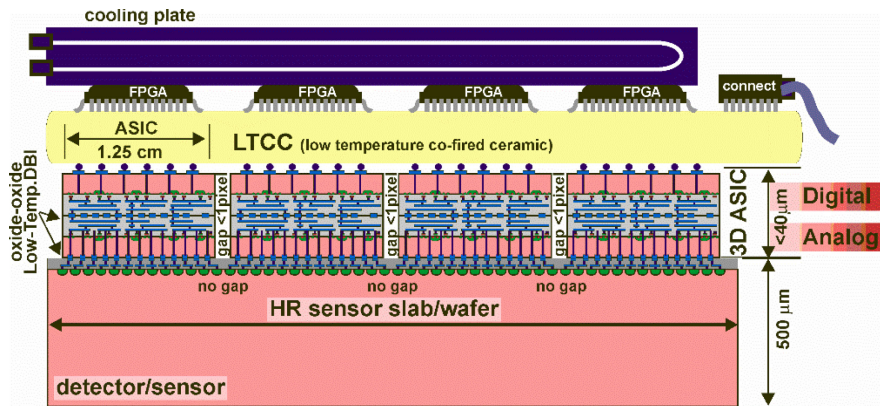 cooling plate
FPGA
FPGA
FPGA
FPGA
connect
ASIC
1.25 cm
LTCC (low temperature co-fired ceramic)
oxide-oxide
Low-Temp.DBI
gap <1pixel
gap <1pixel
gap <1pixel
3D ASIC
<40μm
Digital
Analog
no gap
no gap
no gap
HR sensor slab/wafer
500 μm
detector/sensor